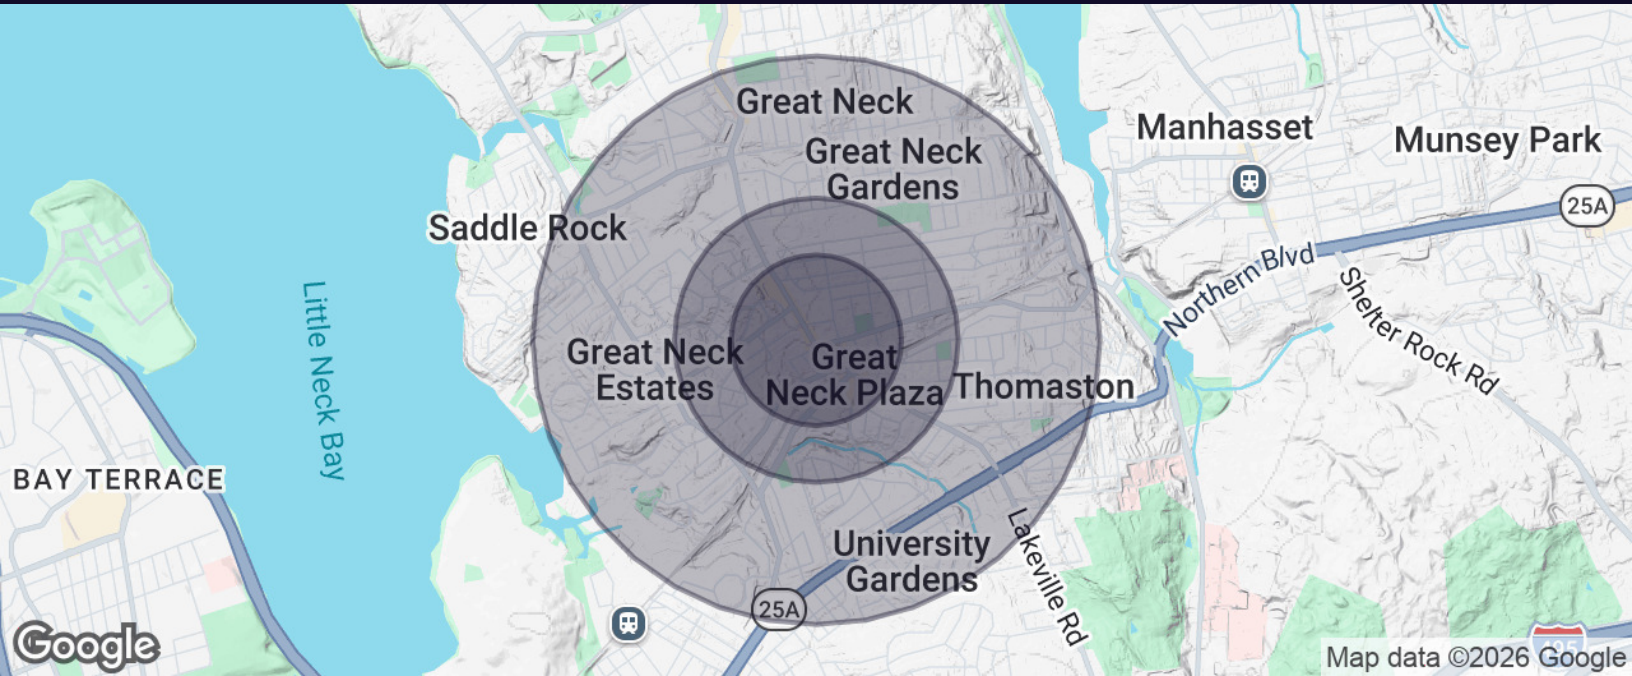 Great Neck
Great Neck
Gardens
Manhasset
Munsey Park
25A
Saddle Rock
Northern Blvd
Shelter Rock Rd
Little Neck Bay
Great Neck
Estates
Great
Neck Plaza
Thomaston
BAY TERRACE
University
Gardens
Lakeville Rd
25A
495
Google
Map data ©2026 Google